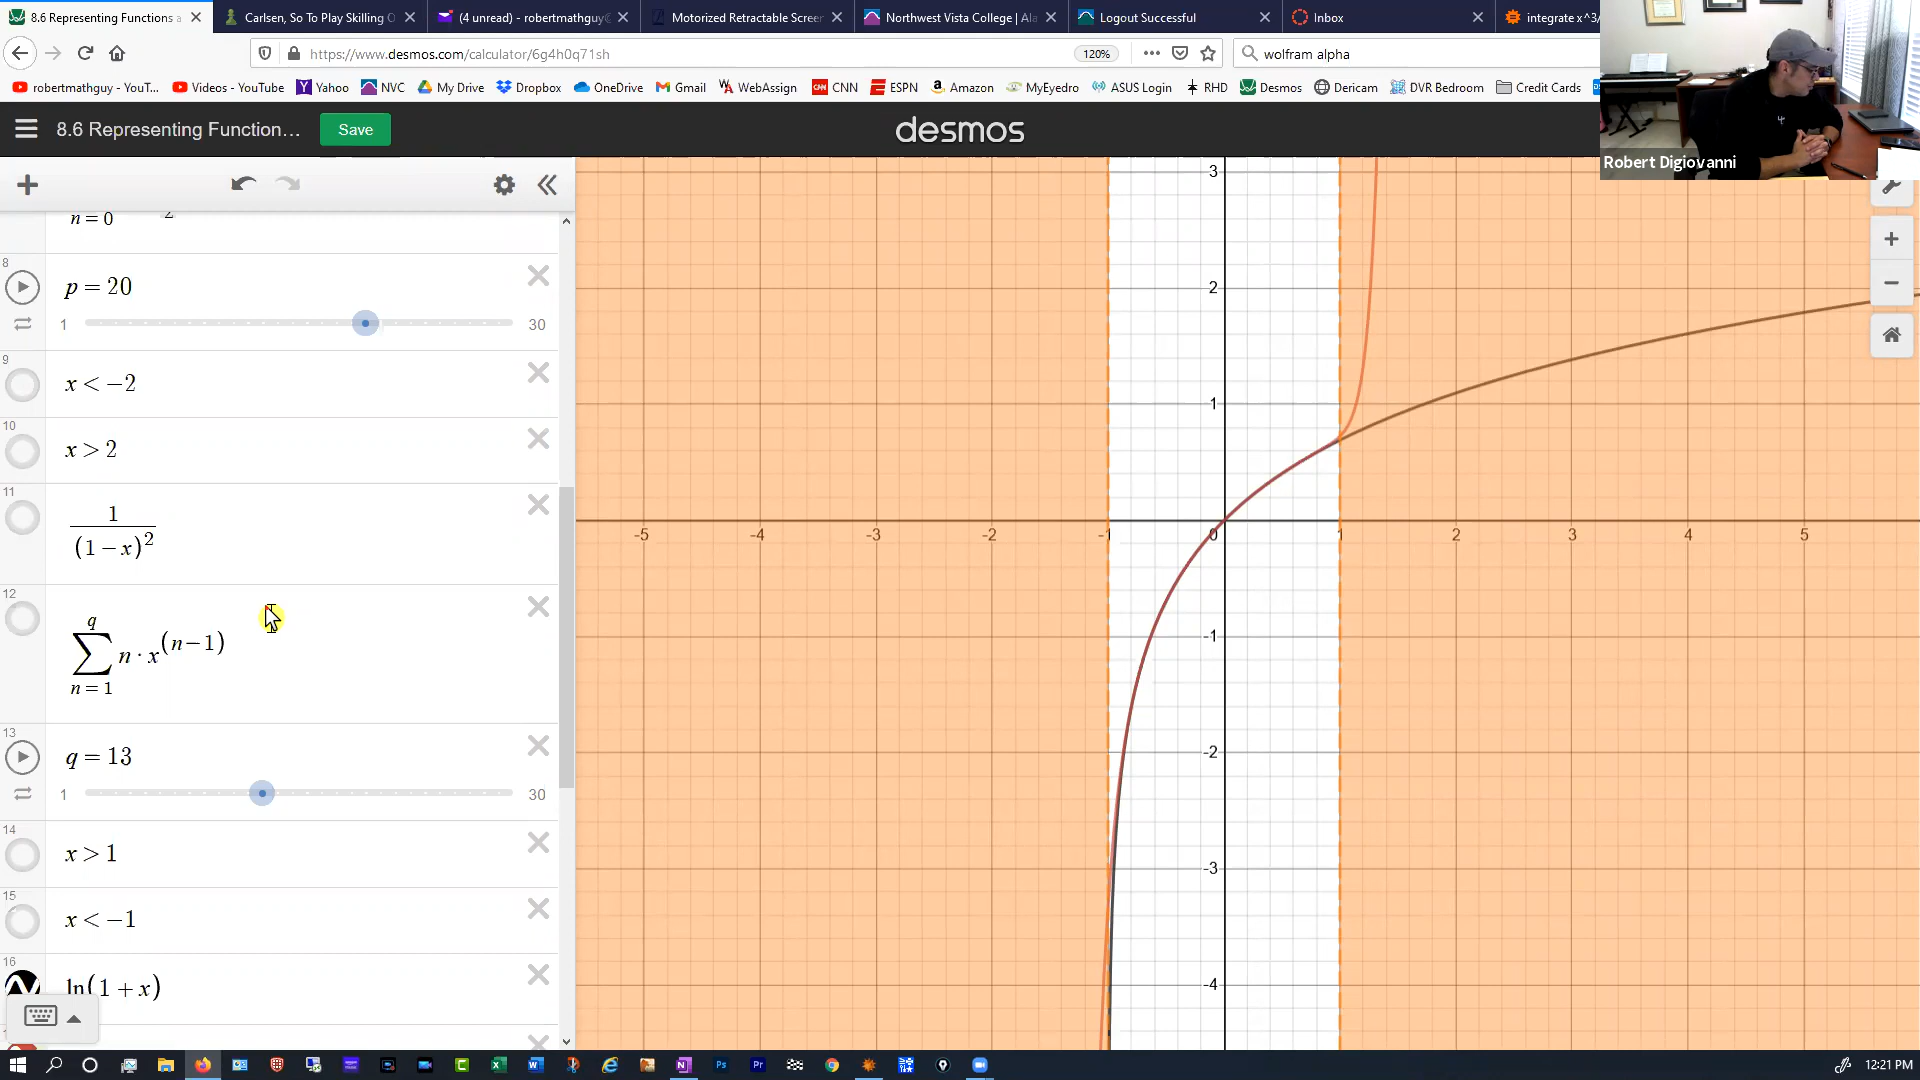 8.6 Representing Functions a
Carlsen, So To Play Skilling O
(4 unread) - robertmathguy@
Motorized Retractable Screen
Northwest Vista College | Ala
Logout Successful
Inbox
integrate x^3/
https://www.desmos.com/calculator/6g4h0q71sh
120%
wolfram alpha
robertmathguy - YouT...
Videos - YouTube
Yahoo
NVC
My Drive
Dropbox
OneDrive
Gmail
WebAssign
CNN
ESPN
Amazon
MyEyedro
ASUS Login
RHD
Desmos
Dericam
DVR Bedroom
Credit Cards
8.6 Representing Function...
Save
desmos
Robert Digiovanni
n = 0
2
8
p = 20
1
30
9
x < −2
10
x > 2
11
1
(1 − x)^2
12
q
∑ n · x^(n−1)
n = 1
13
q = 13
1
30
14
x > 1
15
x < −1
16
ln(1 + x)
3
2
1
-5 -4 -3 -2 -1 0 1 2 3 4 5
-1
-2
-3
-4
12:21 PM